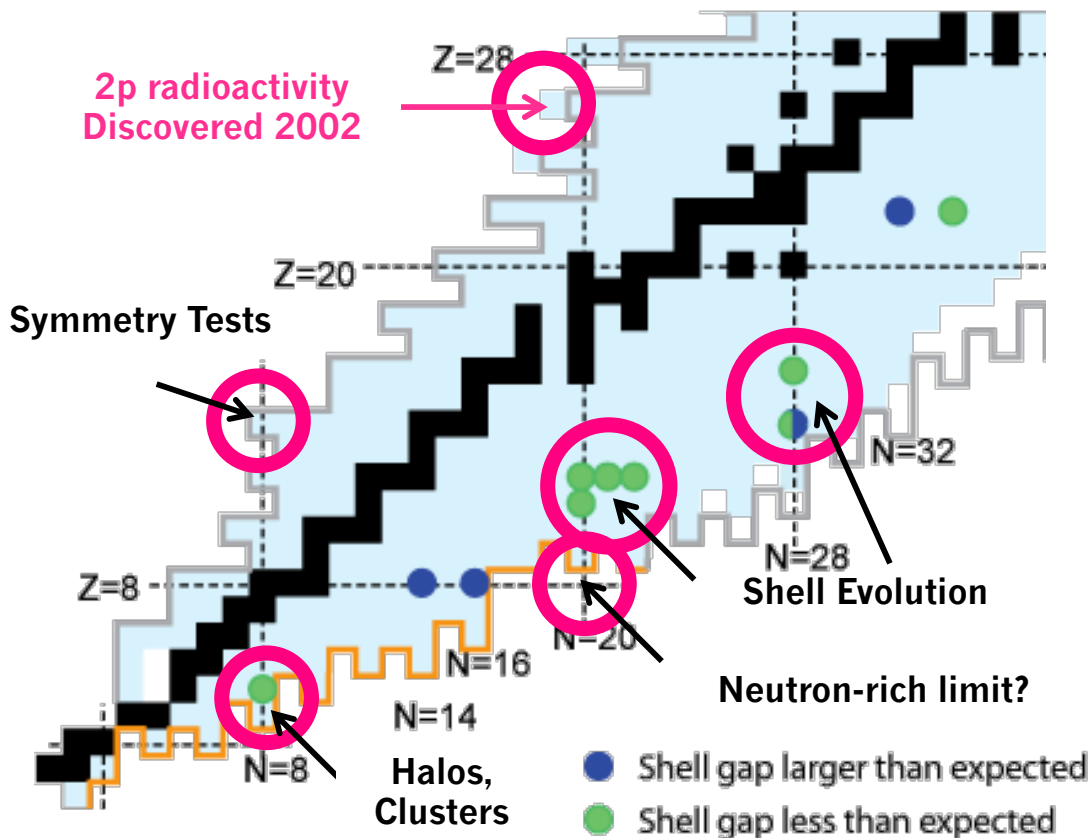 Z=28
2p radioactivity
Discovered 2002
Z=20
Symmetry Tests
N=32
N=28
Z=8
Shell Evolution
N=20
N=16
Neutron-rich limit?
N=14
N=8
Halos,
Clusters
Shell gap larger than expected
Shell gap less than expected